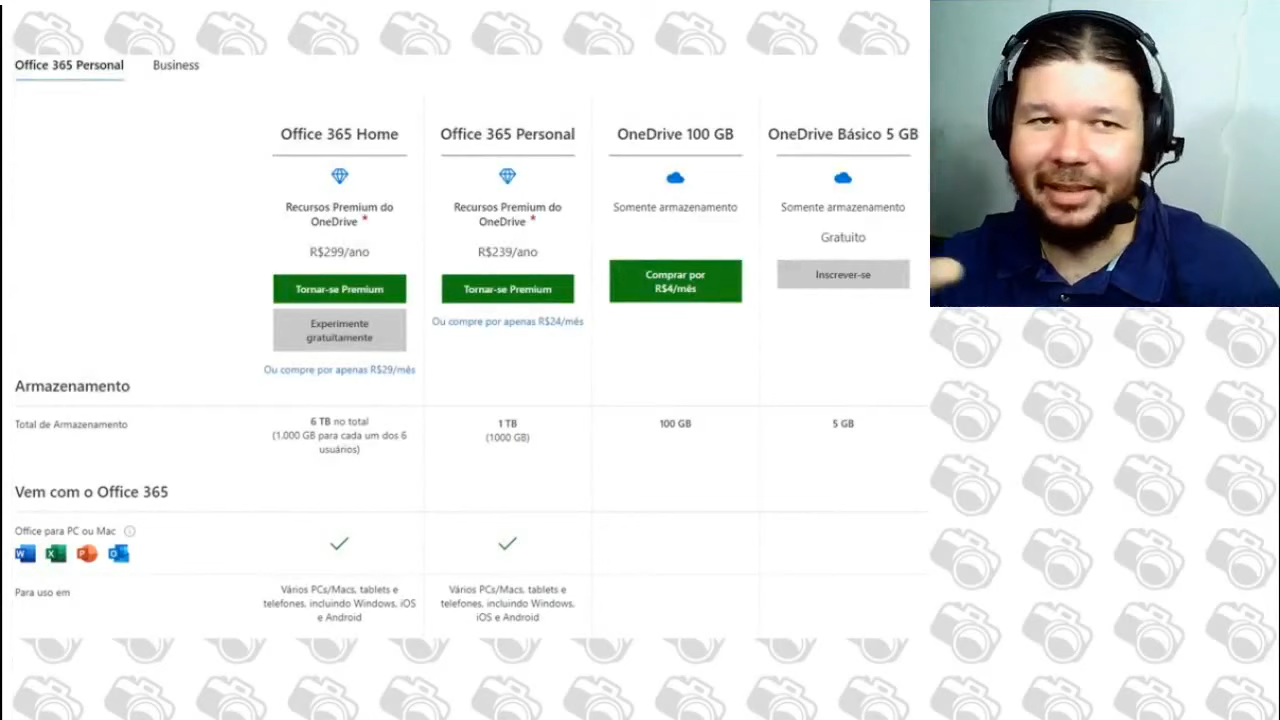 Office 365 Personal
Business
Office 365 Home
Office 365 Personal
OneDrive 100 GB
OneDrive Básico 5 GB
Recursos Premium do
OneDrive *
Recursos Premium do
OneDrive *
Somente armazenamento
Somente armazenamento
R$299/ano
R$239/ano
Gratuito
Tornar-se Premium
Tornar-se Premium
Comprar por
R$4/mês
Inscrever-se
Experimente
gratuitamente
Ou compre por apenas R$24/mês
Ou compre por apenas R$29/mês
Armazenamento
Total de Armazenamento
6 TB no total
(1.000 GB para cada um dos 6
usuários)
1 TB
(1000 GB)
100 GB
5 GB
Vem com o Office 365
Office para PC ou Mac
Para uso em
Vários PCs/Macs, tablets e
telefones, incluindo Windows, iOS
e Android
Vários PCs/Macs, tablets e
telefones, incluindo Windows,
iOS e Android